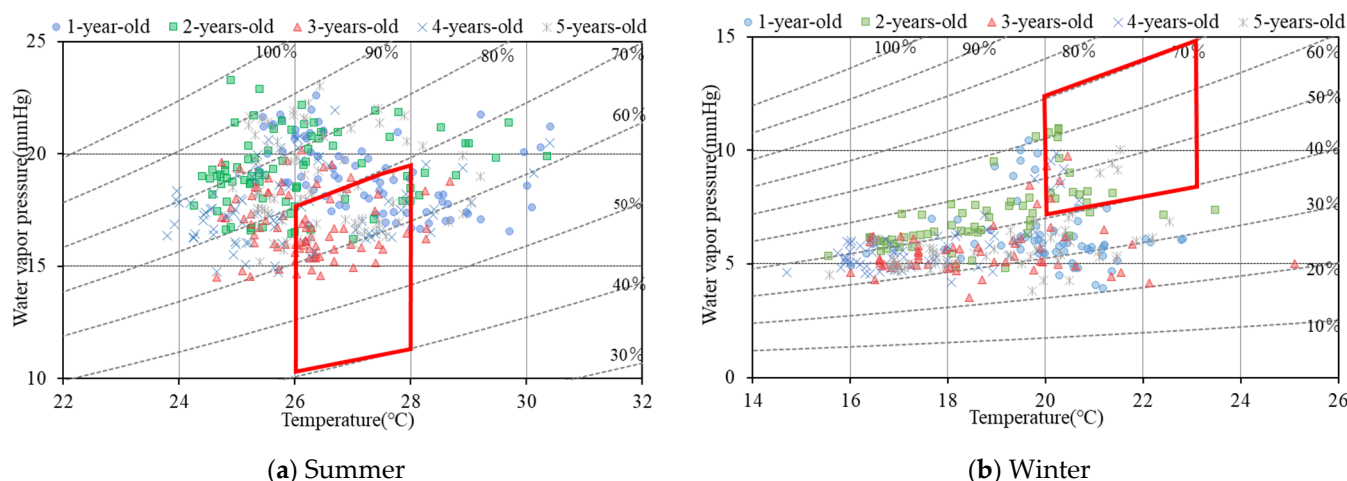 1-year-old 2-years-old 3-years-old 4-years-old 5-years-old
25
20
15
10
Water vapor pressure(mmHg)
100%
90%
80%
70%
60%
50%
40%
30%
22 24 26 28 30 32
Temperature(°C)
(a) Summer
1-year-old 2-years-old 3-years-old 4-years-old 5-years-old
15
10
5
0
Water vapor pressure(mmHg)
100%
90%
80%
70%
60%
50%
40%
30%
20%
10%
14 16 18 20 22 24 26
Temperature(°C)
(b) Winter